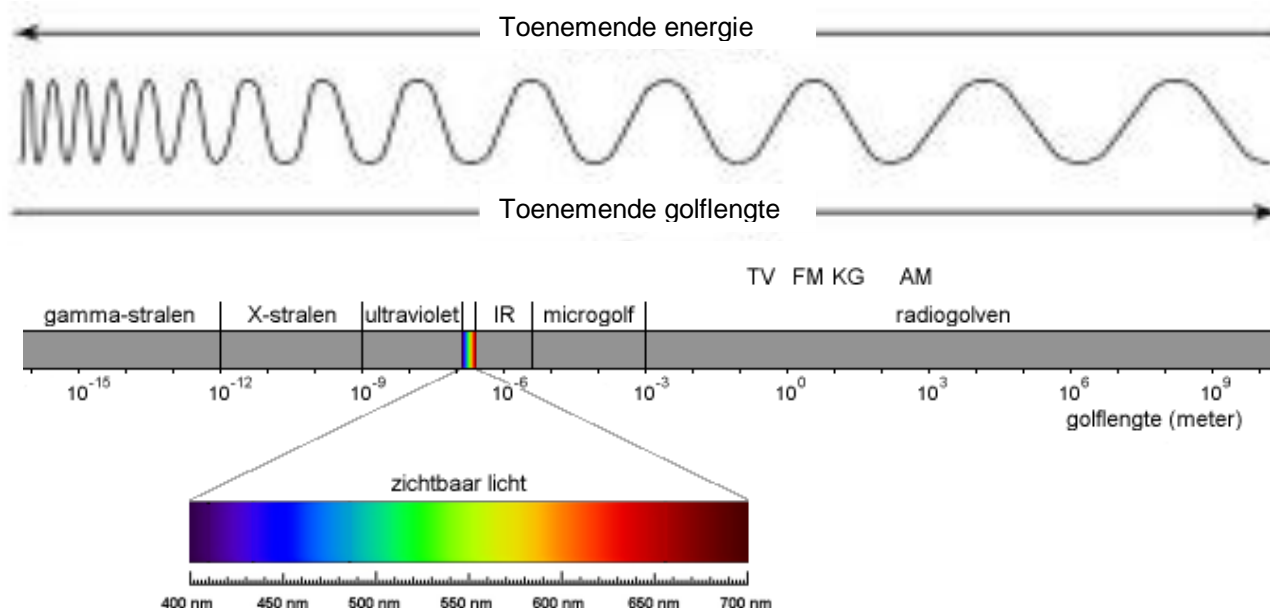 Toenemende energie
Toenemende golflengte
TV FM KG AM
gamma-stralen X-stralen ultraviolet IR microgolf radiogolven
10⁻¹⁵ 10⁻¹² 10⁻⁹ 10⁻⁶ 10⁻³ 10⁰ 10³ 10⁶ 10⁹
golflengte (meter)
zichtbaar licht
400 nm 450 nm 500 nm 550 nm 600 nm 650 nm 700 nm